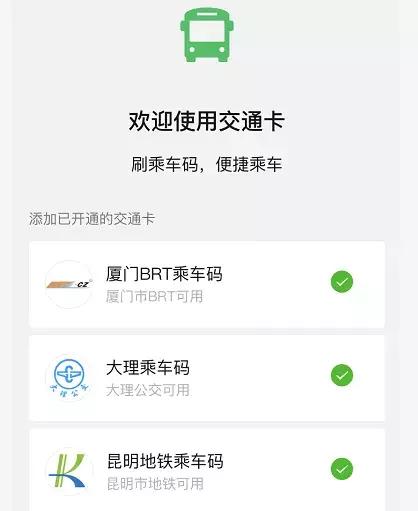 欢迎使用交通卡
刷乘车码，便捷乘车
添加已开通的交通卡
CZ
厦门BRT乘车码
厦门市BRT可用
大理公交
大理乘车码
大理公交可用
昆明地铁乘车码
昆明市地铁可用